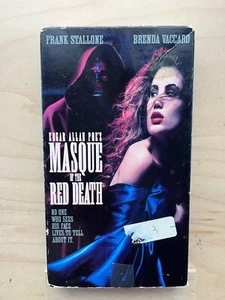 FRANK STALLONE BRENDA VACCARO
EDGAR ALLAN POE'S
MASQUE
OF THE
RED DEATH
NO ONE
WHO SEES
HIS FACE
LIVES TO TELL
ABOUT IT.
3